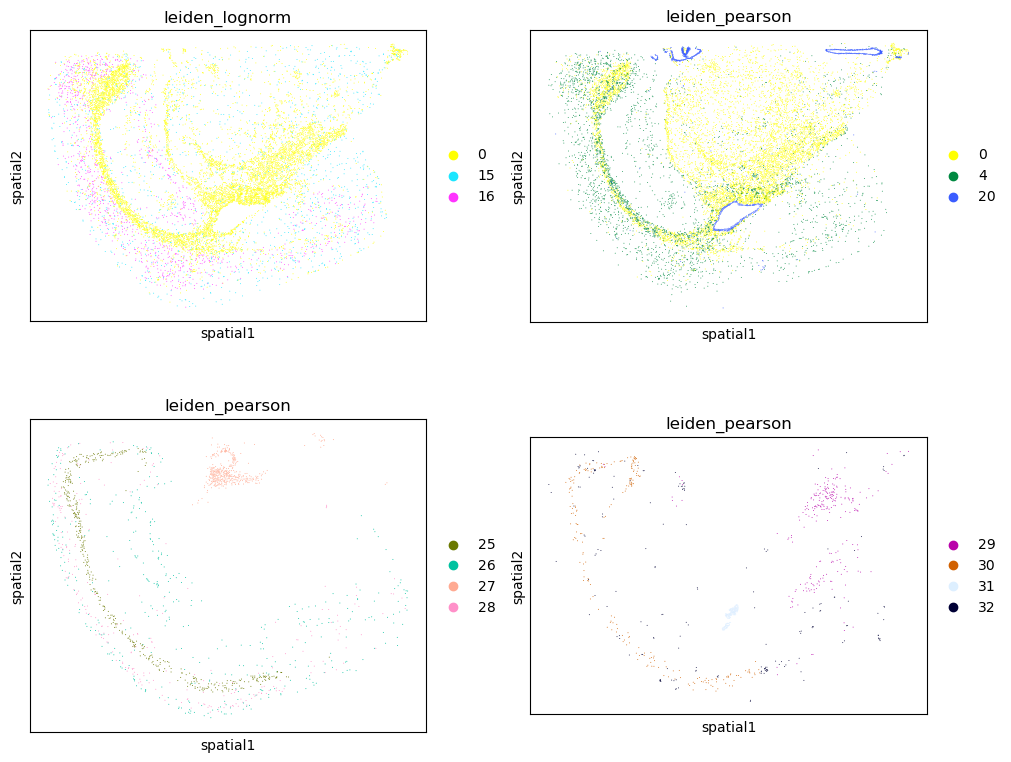 leiden_lognorm
spatial2
spatial1
0
15
16
leiden_pearson
spatial2
spatial1
0
4
20
leiden_pearson
spatial2
spatial1
25
26
27
28
leiden_pearson
spatial2
spatial1
29
30
31
32